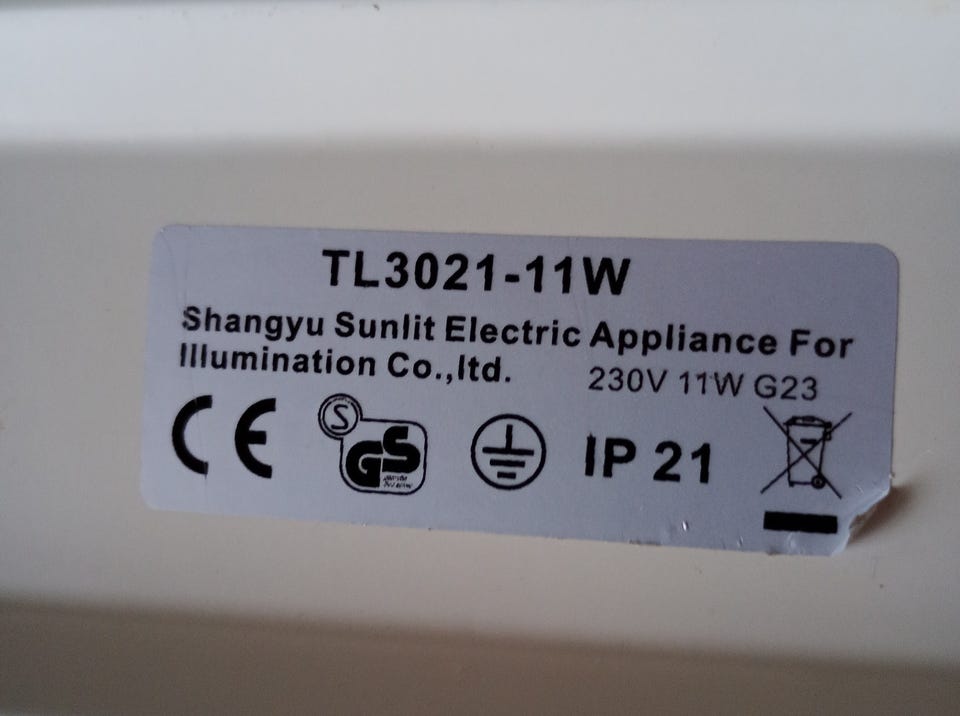 TL3021-11W
Shangyu Sunlit Electric Appliance For
Illumination Co.,ltd.
230V 11W G23
CE S GS IP 21